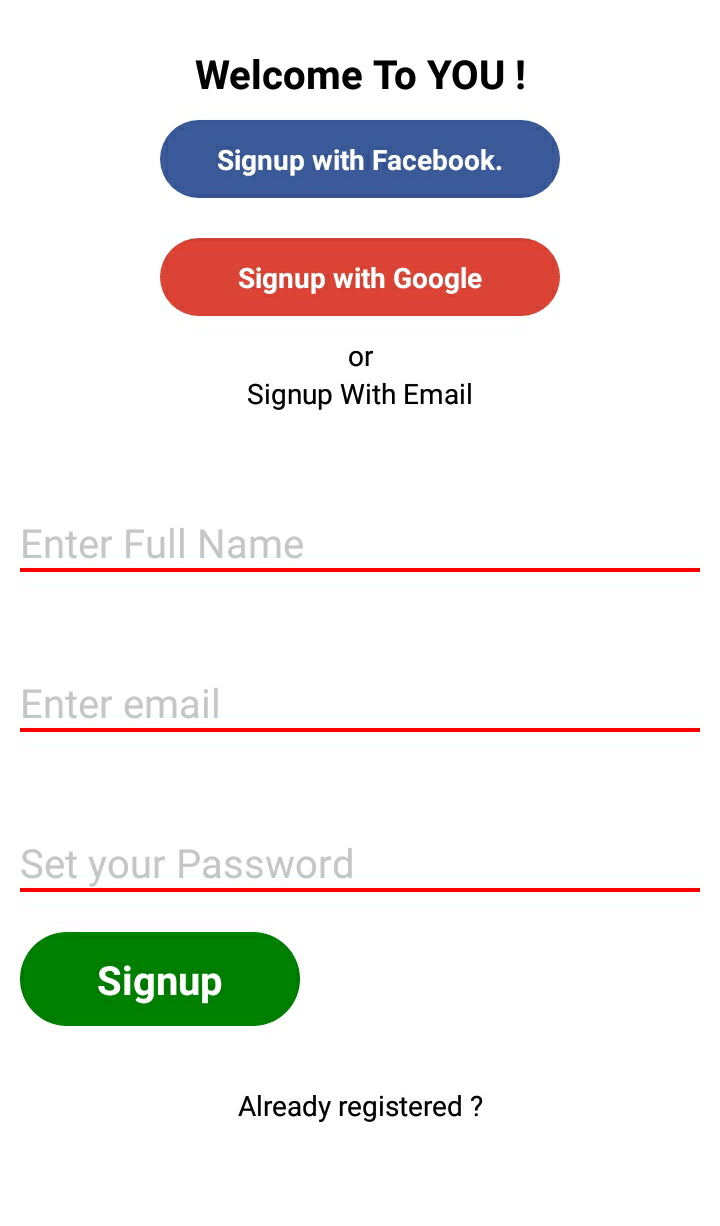 Welcome To YOU !
Signup with Facebook.
Signup with Google
or
Signup With Email
Enter Full Name
Enter email
Set your Password
Signup
Already registered ?